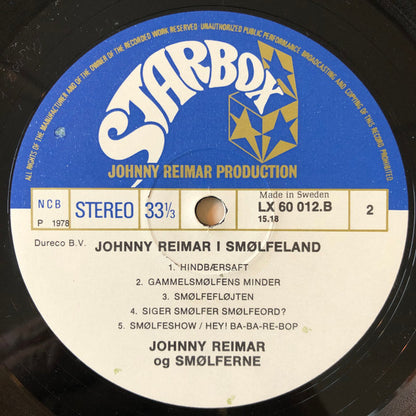 ALL RIGHTS OF THE MANUFACTURER AND OF THE OWNER OF THE RECORDED WORK RESERVED UNAUTHORIZED PUBLIC PERFORMANCE BROADCASTING AND COPYING OF THIS RECORD PROHIBITED
STARBOX
JOHNNY REIMAR PRODUCTION
NCB
P 1978
STEREO
33 1/3
Made in Sweden
LX 60 012.B
15.18
2
Dureco B.V.
JOHNNY REIMAR I SMØLFELAND
1. HINDBÆRSAFT
2. GAMMELSMØLFENS MINDER
3. SMØLFEFLØJTEN
4. SIGER SMØLFER SMØLFEORD?
5. SMØLFESHOW / HEY! BA-BA-RE-BOP
JOHNNY REIMAR
og SMØLFERNE